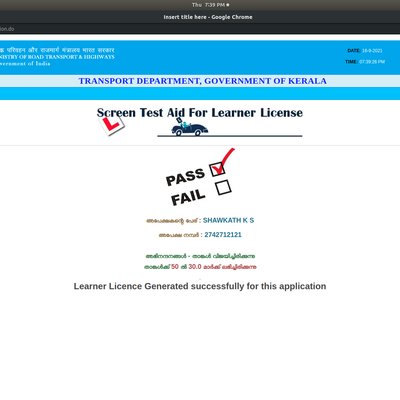 Thu 7:39 PM
Insert title here - Google Chrome
ion.do
परिवहन और राजमार्ग मंत्रालय भारत सरकार
NISTRY OF ROAD TRANSPORT & HIGHWAYS
vernment of India
DATE: 16-9-2021
TIME: 07:38:26 PM
TRANSPORT DEPARTMENT, GOVERNMENT OF KERALA
Screen Test Aid For Learner License
L
PASS
FAIL
അപേക്ഷകന്റെ പേര് : SHAWKATH K S
അപേക്ഷ നമ്പർ : 2742712121
അഭിനന്ദനങ്ങൾ - താങ്കൾ വിജയിച്ചിരിക്കുന്നു
താങ്കൾക്ക് 50 ൽ 30.0 മാർക്ക് ലഭിച്ചിരിക്കുന്നു
Learner Licence Generated successfully for this application